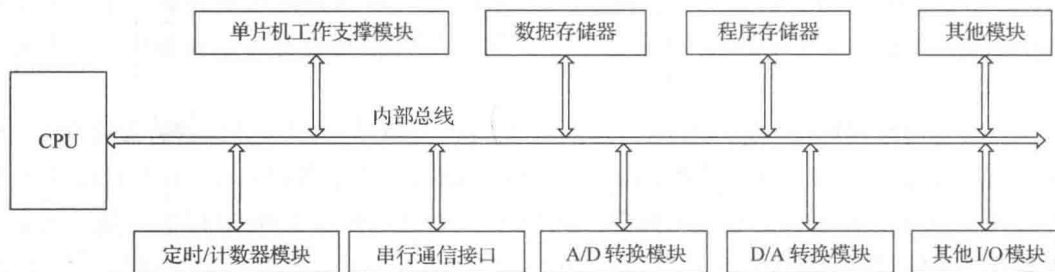 单片机工作支撑模块
数据存储器
程序存储器
其他模块
CPU
内部总线
定时/计数器模块
串行通信接口
A/D 转换模块
D/A 转换模块
其他 I/O 模块